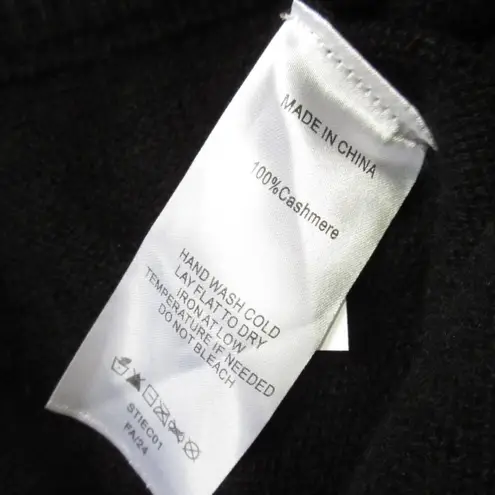 MADE IN CHINA
100%Cashmere
HAND WASH COLD
LAY FLAT TO DRY
IRON AT LOW
TEMPERATURE IF NEEDED
DO NOT BLEACH
STIEC01
FA/24